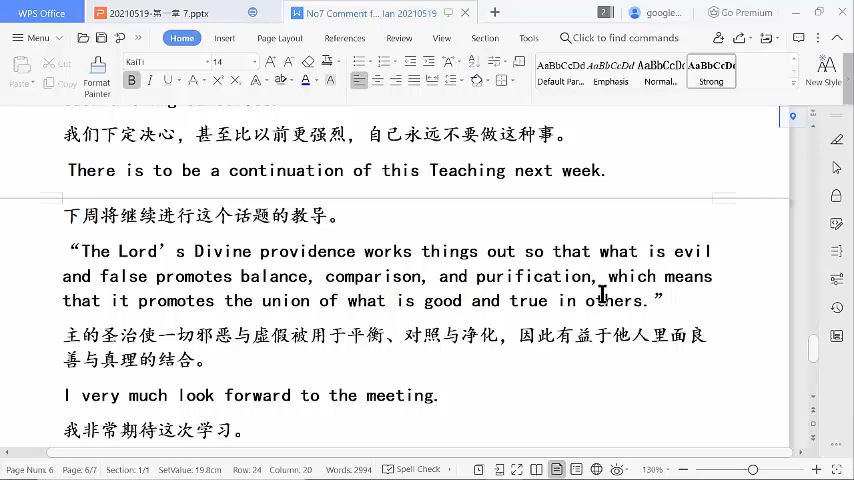 WPS Office
20210519-第一章 7.pptx
No7 Comment f... Ian 20210519
2
google...
Go Premium
Menu
Home
Insert
Page Layout
References
Review
View
Section
Tools
Click to find commands
Paste
Copy
Format Painter
KaiTi
14
AaBbCcDd
AaBbCcDd
AaBbCcDd
AaBbCcDd
Default Par...
Emphasis
Normal...
Strong
New Style
我们下定决心，甚至比以前更强烈，自己永远不要做这种事。
There is to be a continuation of this Teaching next week.
下周将继续进行这个话题的教导。
“The Lord’s Divine providence works things out so that what is evil
and false promotes balance, comparison, and purification, which means
that it promotes the union of what is good and true in others.”
主的圣治使一切邪恶与虚假被用于平衡、对照与净化，因此有益于他人里面良
善与真理的结合。
I very much look forward to the meeting.
我非常期待这次学习。
Page Num: 6
Page: 6/7
Section: 1/1
SetValue: 19.8cm
Row: 24
Column: 20
Words: 2994
Spell Check
130%